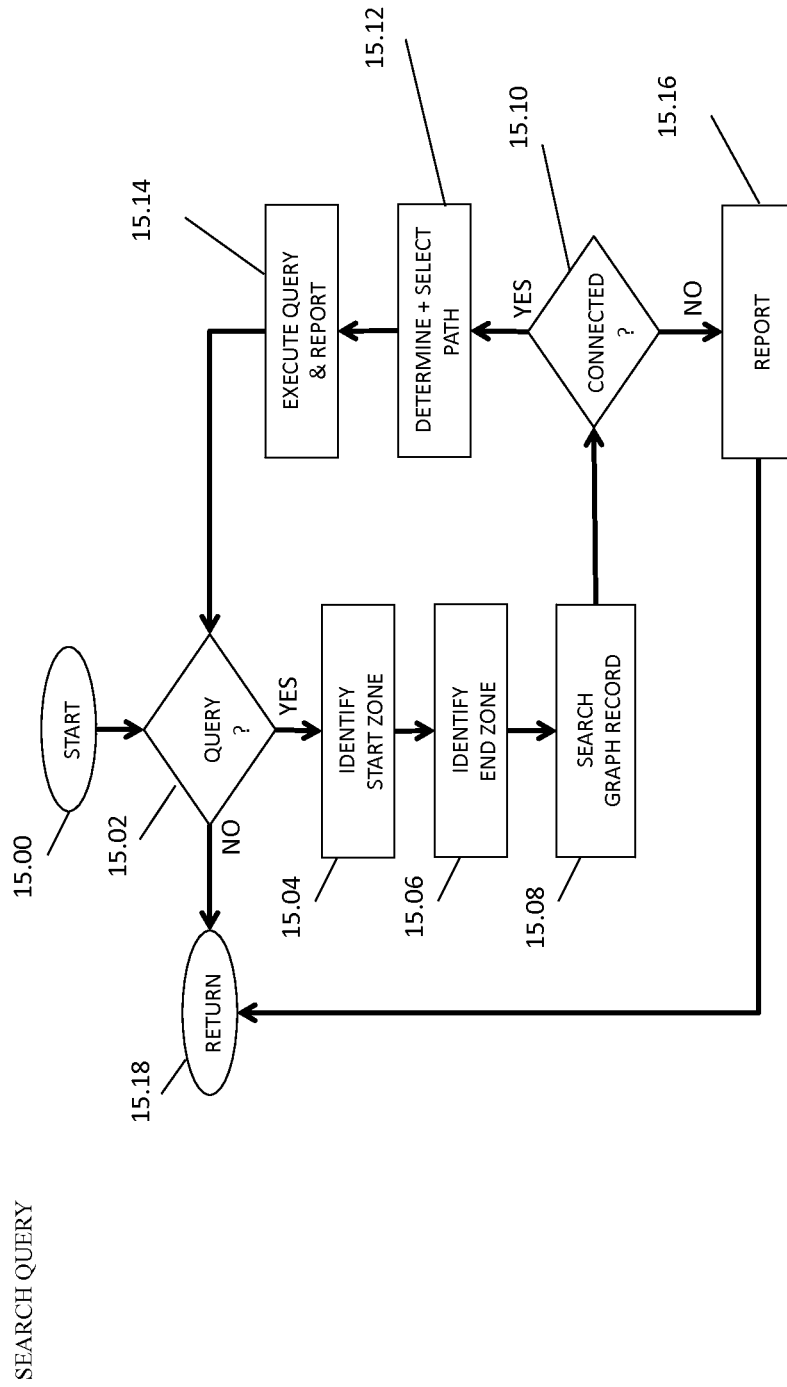 SEARCH QUERY
15.00
START
15.02
QUERY
?
NO
YES
15.18
RETURN
15.04
IDENTIFY
START ZONE
15.06
IDENTIFY
END ZONE
15.08
SEARCH
GRAPH RECORD
15.10
CONNECTED
?
YES
NO
15.12
DETERMINE + SELECT
PATH
15.14
EXECUTE QUERY
& REPORT
15.16
REPORT